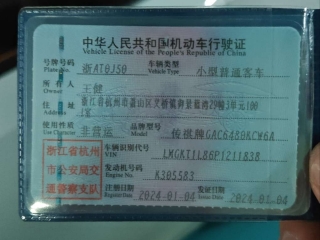 中华人民共和国机动车行驶证
Vehicle License of the People's Republic of China
号牌号码 浙AT0J50 车辆类型 小型普通客车
Plate No. Vehicle Type
所有人 王健
Owner
住址 浙江省杭州市萧山区
Address
使用性质 非营运 品牌型号 传祺牌GAC6480KCW6A
Use Character Model
浙江省杭州市公安局交通警察支队
车辆识别代号 LMGKT1L86P1211838
VIN
发动机号码 K305583
Engine No.
注册日期 2024-01-04 发证日期 2024-01-04
Register Date Issue Date